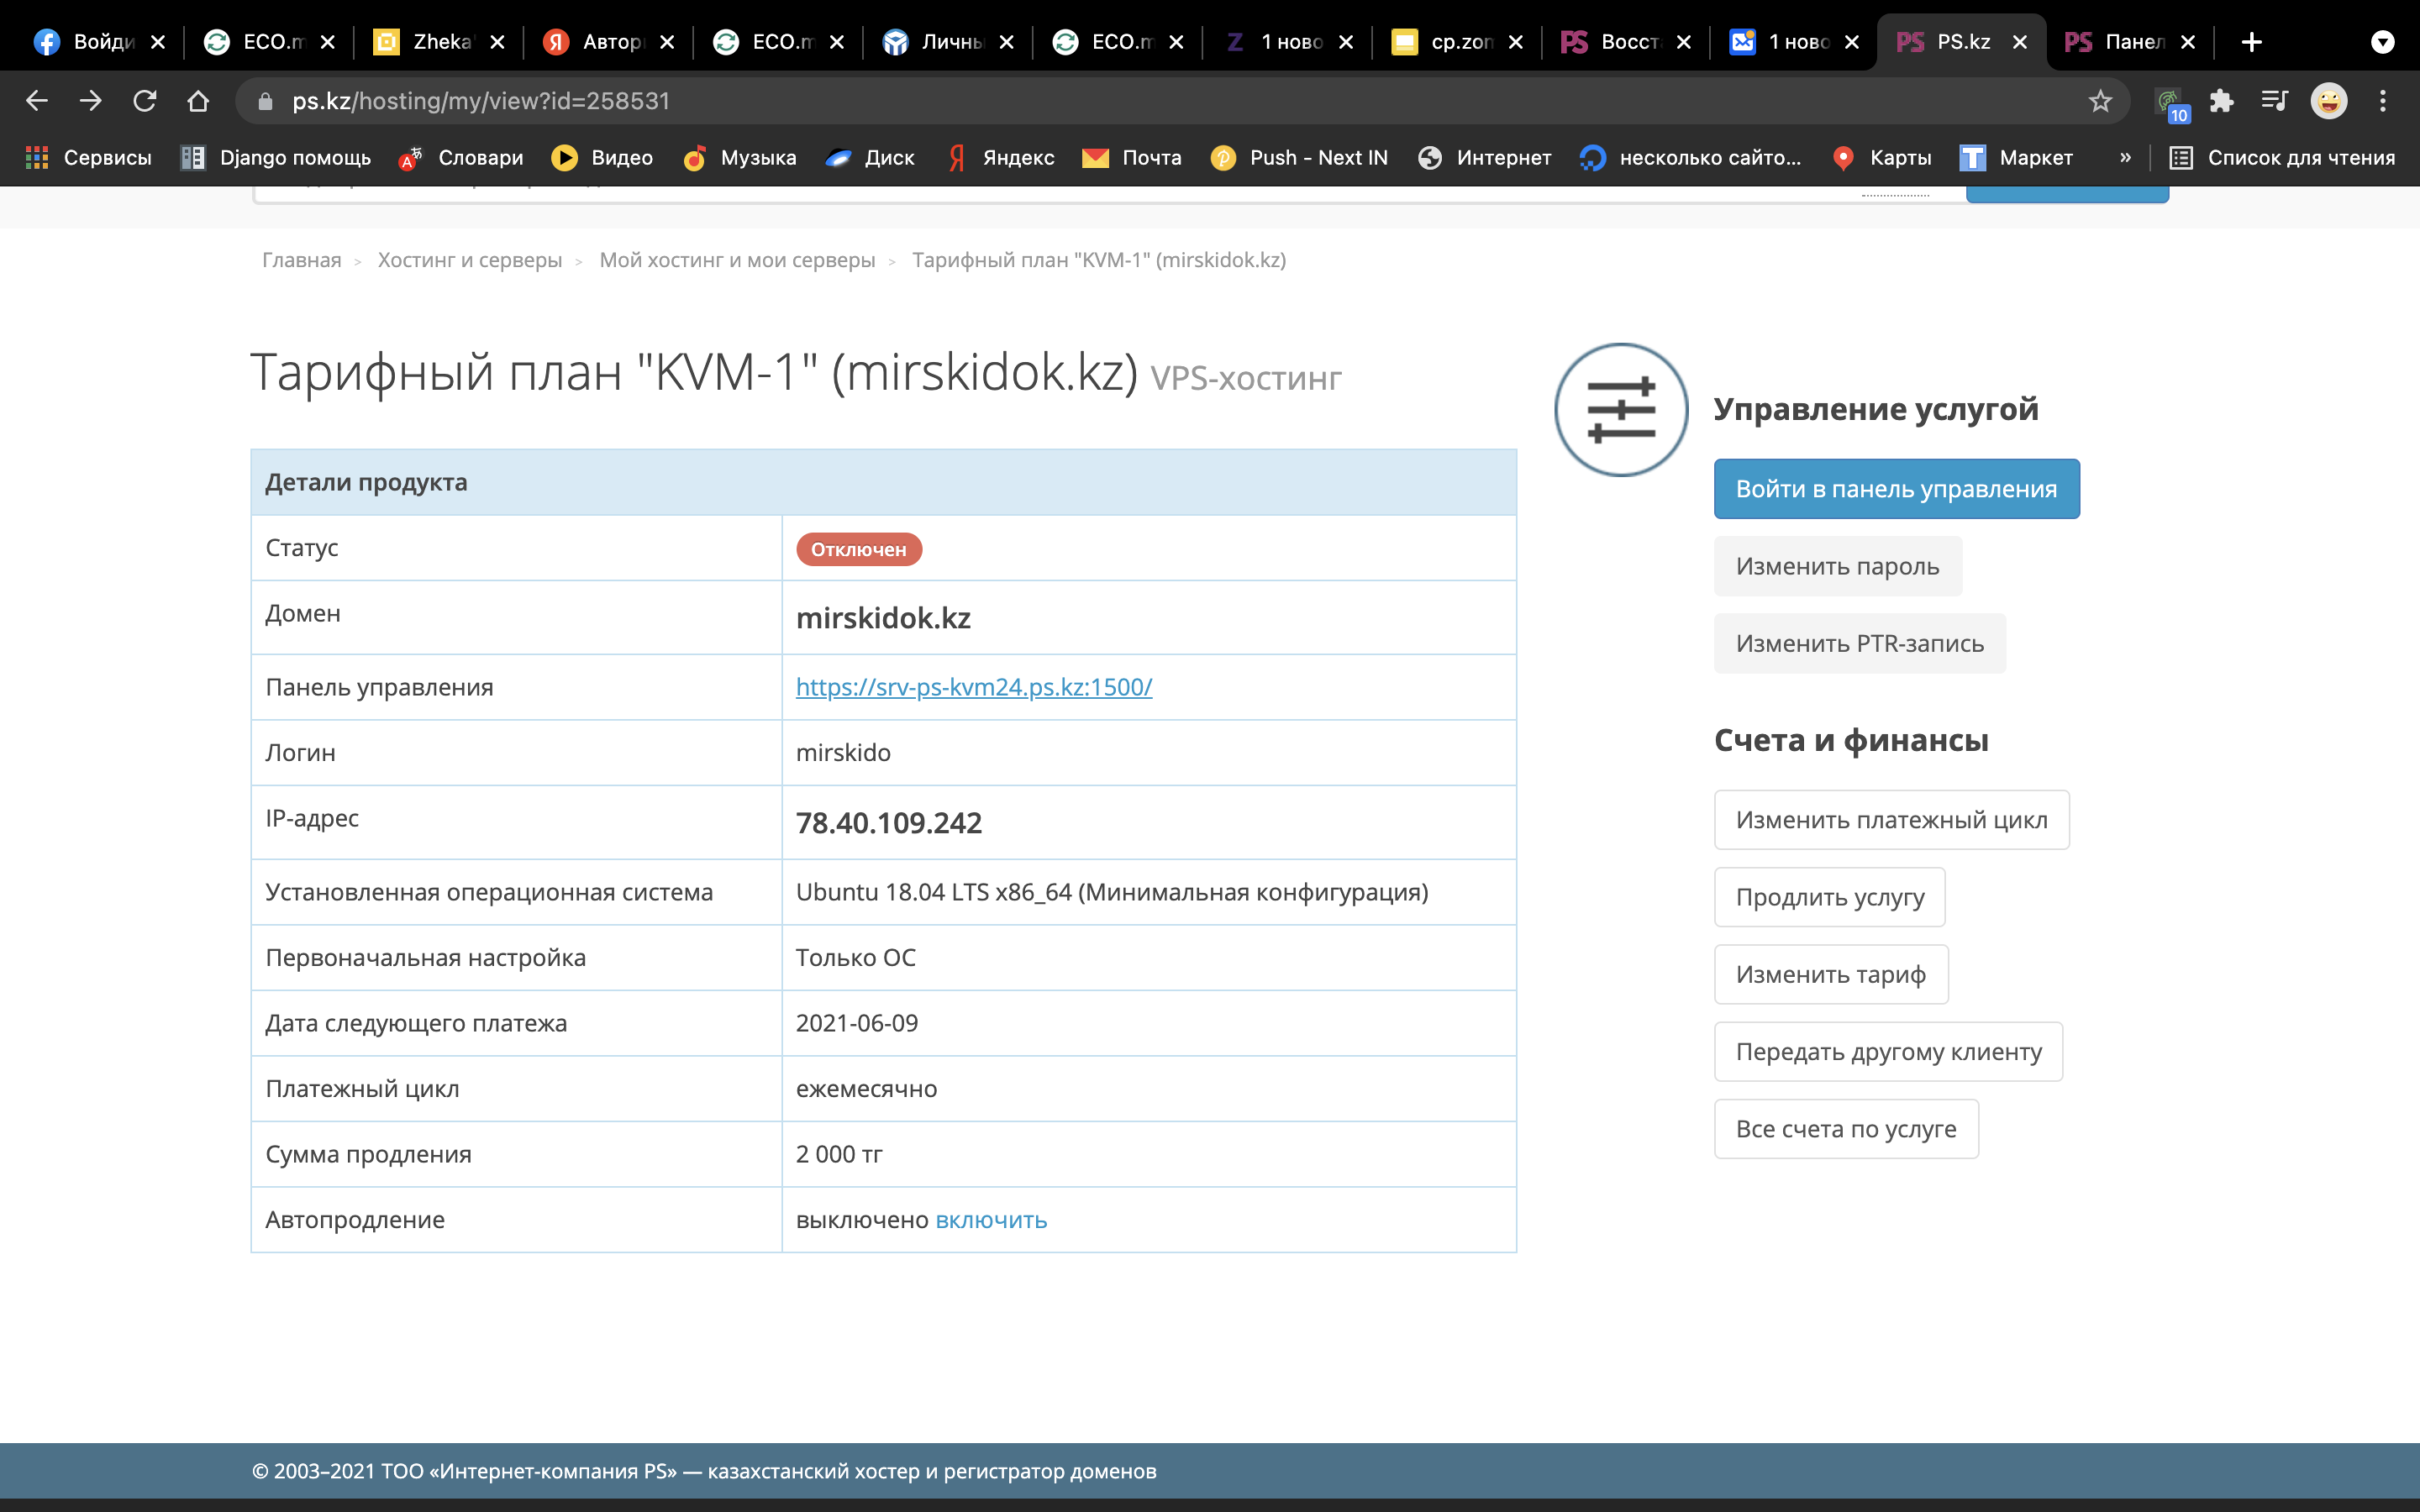 Войди
ECO.m
Zheka'
Автор
ECO.m
Личны
ECO.m
1 ново
cp.zon
Восст
1 ново
PS.kz
Панел
ps.kz/hosting/my/view?id=258531
10
Сервисы
Django помощь
Словари
Видео
Музыка
Диск
Яндекс
Почта
Push - Next IN
Интернет
несколько сайто...
Карты
Маркет
»
Список для чтения
Главная > Хостинг и серверы > Мой хостинг и мои серверы > Тарифный план "KVM-1" (mirskidok.kz)
Тарифный план "KVM-1" (mirskidok.kz) VPS-хостинг
Детали продукта
Статус Отключен
Домен mirskidok.kz
Панель управления https://srv-ps-kvm24.ps.kz:1500/
Логин mirskido
IP-адрес 78.40.109.242
Установленная операционная система Ubuntu 18.04 LTS x86_64 (Минимальная конфигурация)
Первоначальная настройка Только ОС
Дата следующего платежа 2021-06-09
Платежный цикл ежемесячно
Сумма продления 2 000 тг
Автопродление выключено включить
Управление услугой
Войти в панель управления
Изменить пароль
Изменить PTR-запись
Счета и финансы
Изменить платежный цикл
Продлить услугу
Изменить тариф
Передать другому клиенту
Все счета по услуге
© 2003–2021 ТОО «Интернет-компания PS» — казахстанский хостер и регистратор доменов